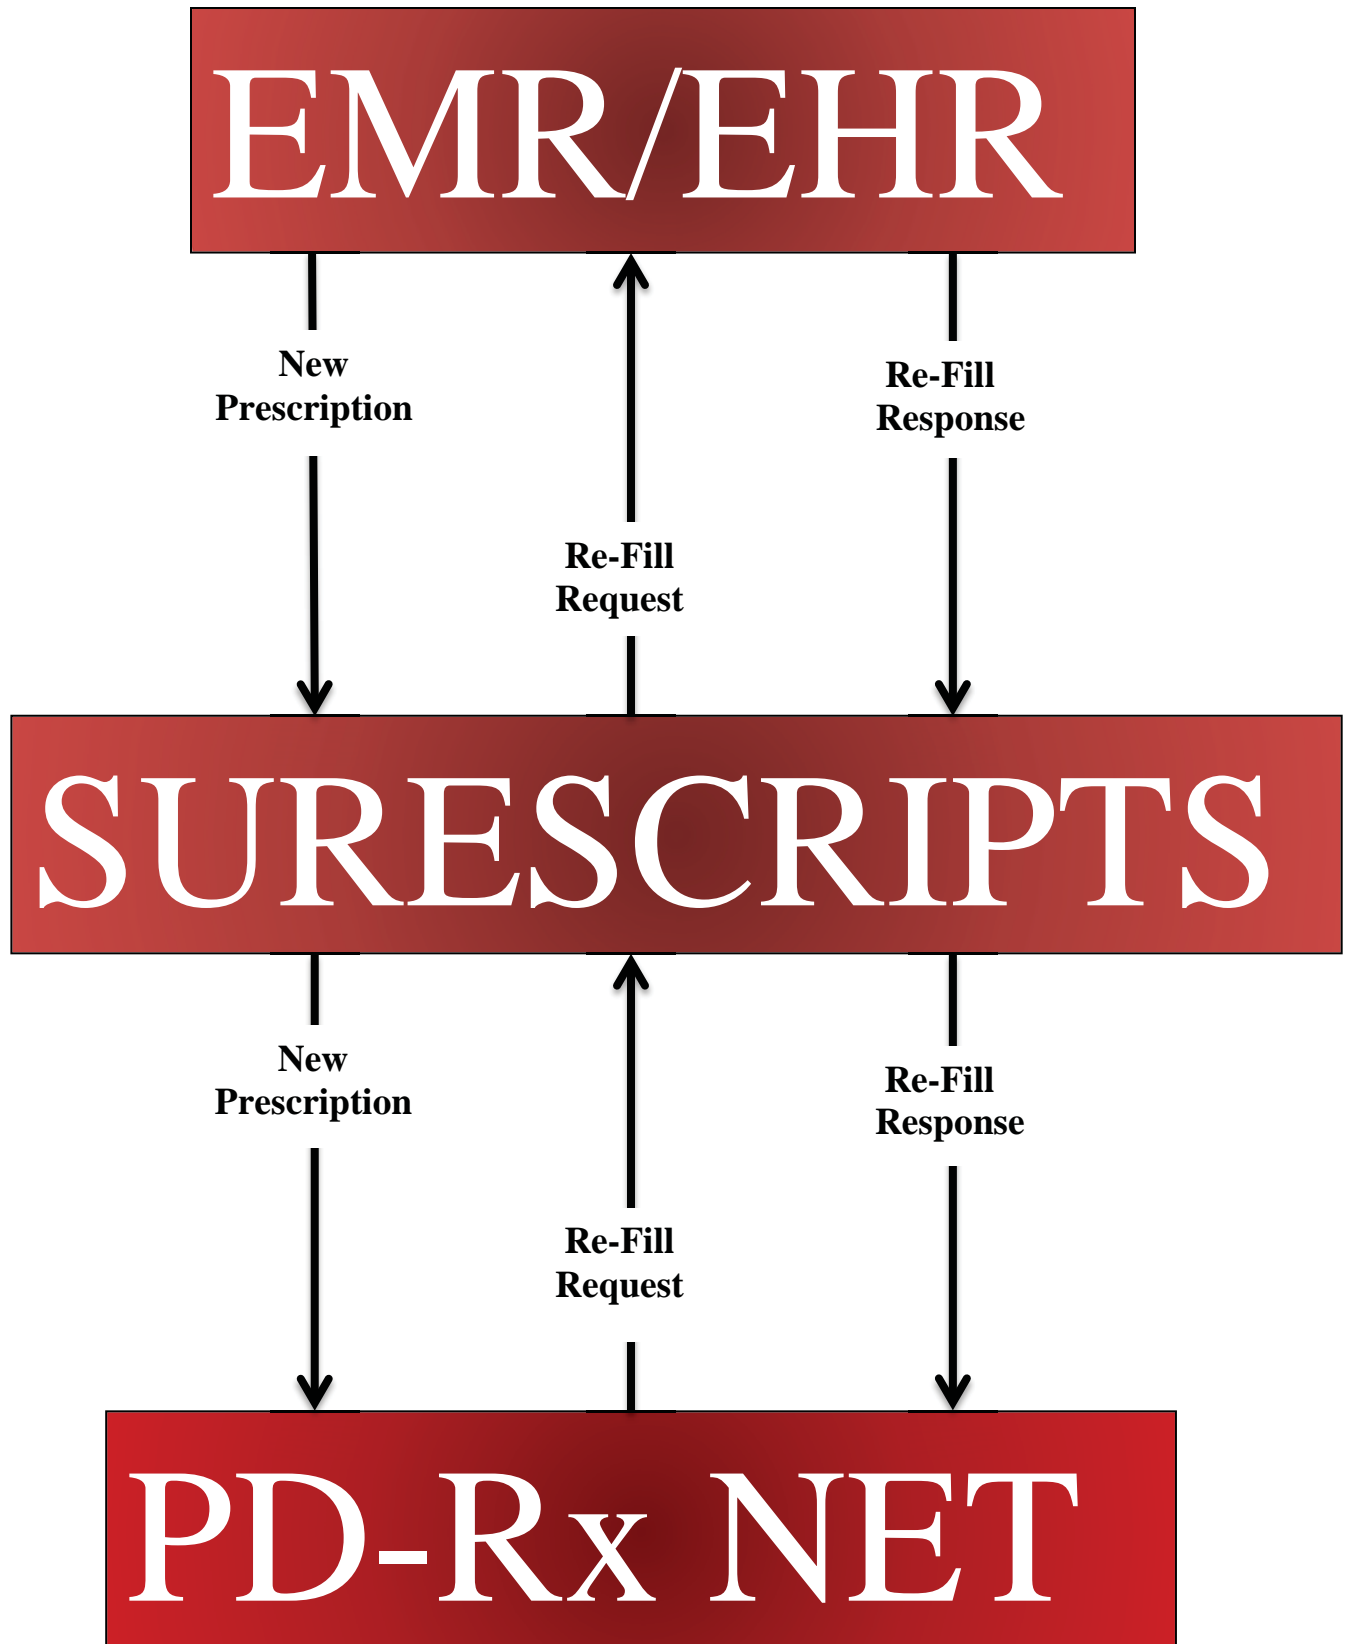 EMR/EHR
New
Prescription
Re-Fill
Response
Re-Fill
Request
SURESCRIPTS
New
Prescription
Re-Fill
Response
Re-Fill
Request
PD-Rx NET